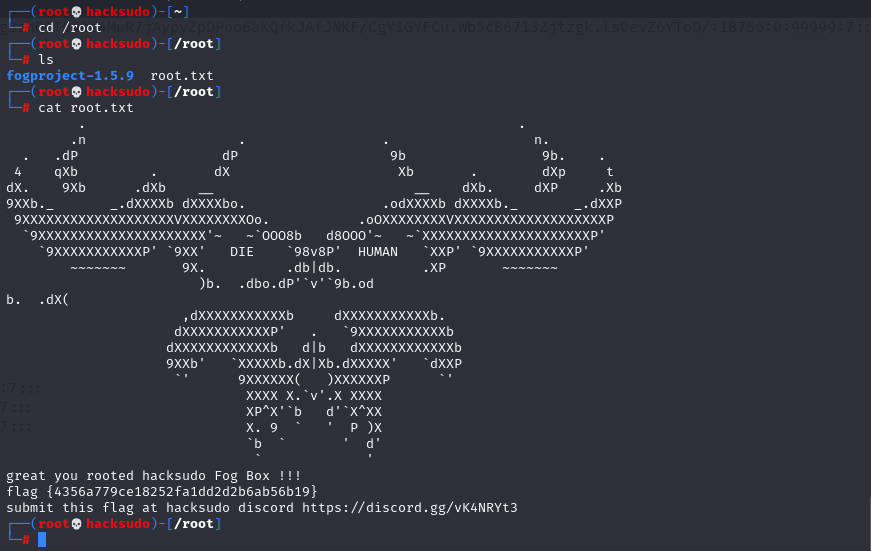 ┌──(root💀hacksudo)-[~]
└─# cd /root
┌──(root💀hacksudo)-[/root]
└─# ls
fogproject-1.5.9  root.txt
┌──(root💀hacksudo)-[/root]
└─# cat root.txt
         .                                                      .
        .n                   .                 .                  n.
  .   .dP                  dP                   9b                 9b.    .
 4    qXb         .       dX                     Xb       .        dXp     t
dX.    9Xb      .dXb    __                         __    dXb.     dXP     .Xb
9XXb._       _.dXXXXb dXXXXbo.                 .odXXXXb dXXXXb._       _.dXXP
 9XXXXXXXXXXXXXXXXXXXVXXXXXXXXOo.           .oOXXXXXXXXVXXXXXXXXXXXXXXXXXXXP
  `9XXXXXXXXXXXXXXXXXXXXX'~   ~`OOO8b   d8OOO'~   ~`XXXXXXXXXXXXXXXXXXXXXP'
    `9XXXXXXXXXXXP' `9XX'   DIE    `98v8P'  HUMAN   `XXP' `9XXXXXXXXXXXP'
        ~~~~~~~       9X.          .db|db.          .XP       ~~~~~~~
                        )b.  .dbo.dP'`v'`9b.od
b.  .dX(
                      ,dXXXXXXXXXXXb     dXXXXXXXXXXXb.
                     dXXXXXXXXXXXP'   .   `9XXXXXXXXXXXb
                    dXXXXXXXXXXXXb   d|b   dXXXXXXXXXXXXb
                    9XXb'   `XXXXXb.dX|Xb.dXXXXX'   `dXXP
                     `'      9XXXXXX(   )XXXXXXP      `'
                              XXXX X.`v'.X XXXX
                              XP^X'`b   d'`X^XX
                              X. 9  `   '  P )X
                              `b  `       '  d'
                               `             '
great you rooted hacksudo Fog Box !!!
flag {4356a779ce18252fa1dd2d2b6ab56b19}
submit this flag at hacksudo discord https://discord.gg/vK4NRYt3
┌──(root💀hacksudo)-[/root]
└─#